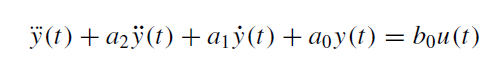 y⃛(t) + a₂ÿ(t) + a₁ẏ(t) + a₀y(t) = b₀u(t)